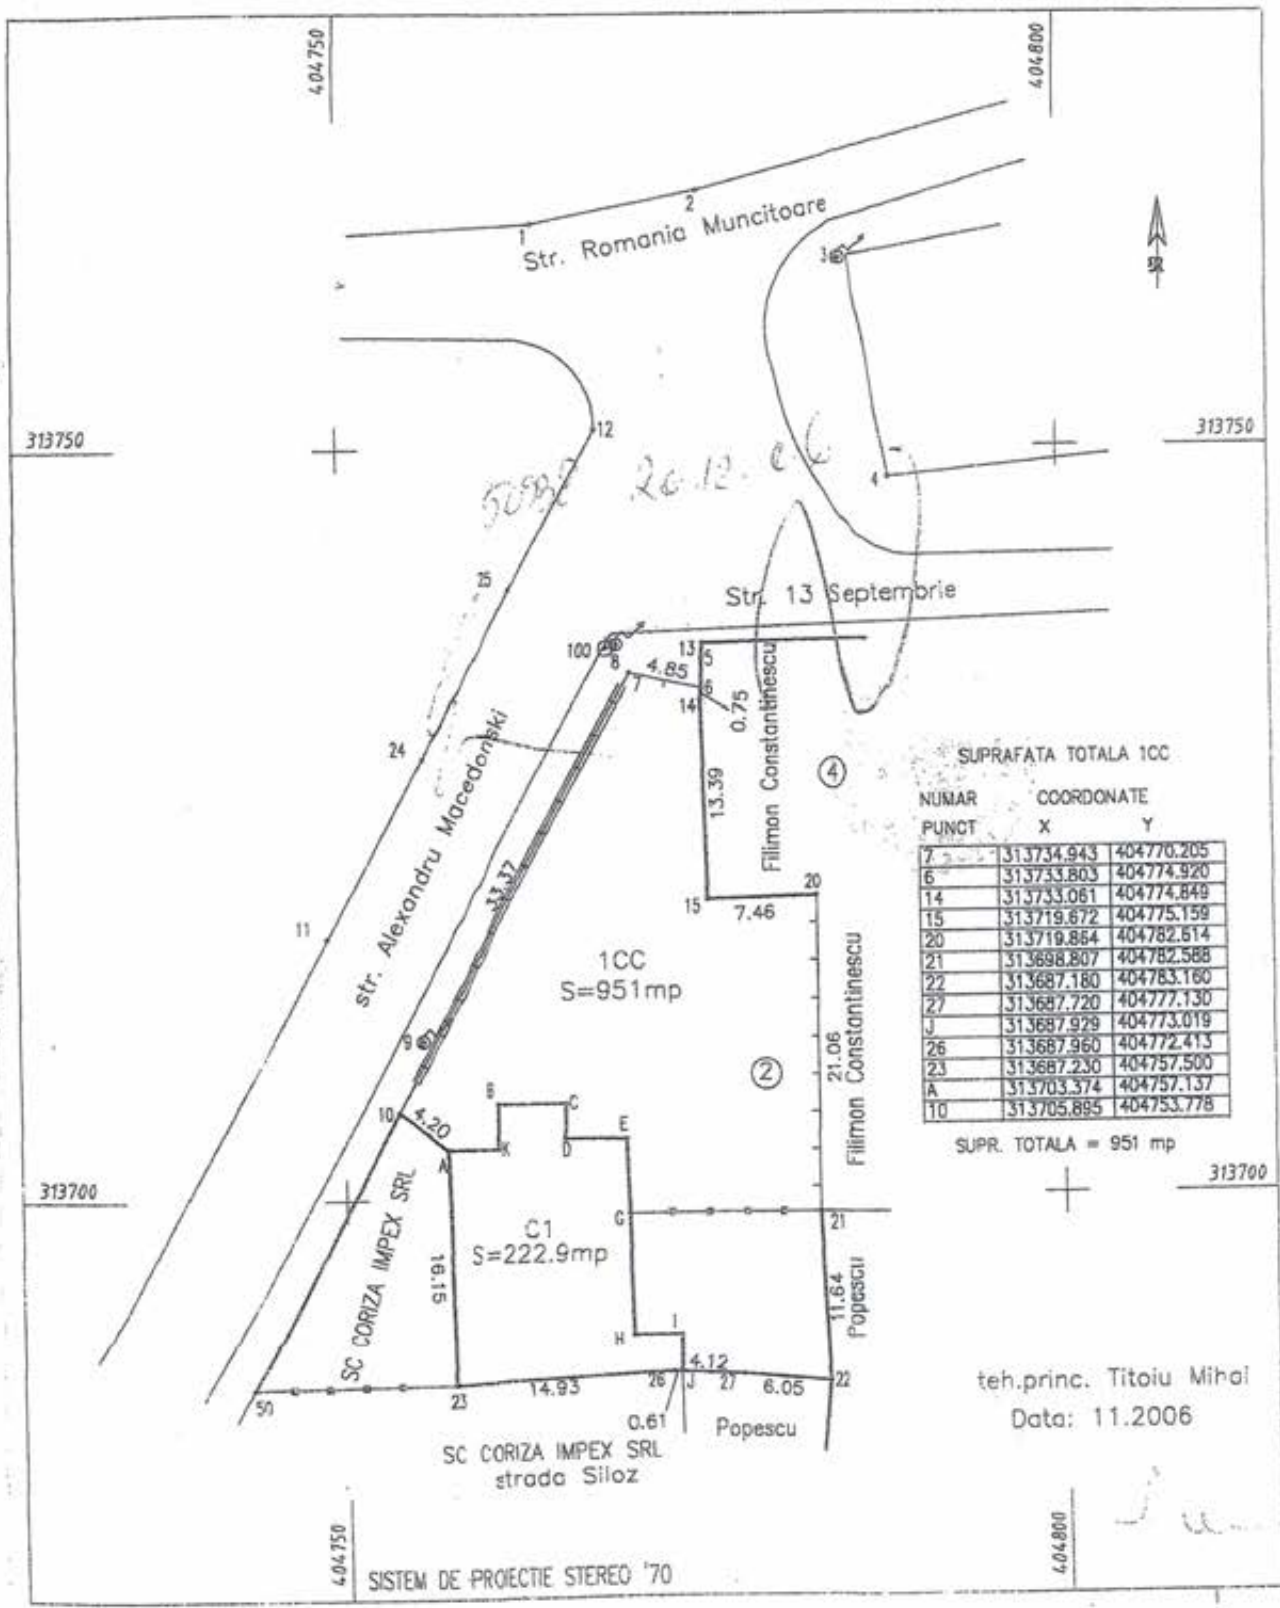 404750
404800
1
2
Str. Romania Muncitoare
3
313750
12
4
313750
20.12.06
25
Str. 13 Septembrie
100
8
13
5
7
4.85
6
14
0.75
Filimon Constantinescu
24
str. Alexandru Macedonski
13.39
4
SUPRAFATA TOTALA 1CC
NUMAR PUNCT COORDONATE X Y
7 313734.943 404770.205
6 313733.803 404774.920
14 313733.061 404774.849
15 313719.672 404775.159
20 313719.864 404782.614
21 313698.807 404782.588
22 313687.180 404783.160
27 313687.720 404777.130
J 313687.929 404773.019
26 313687.960 404772.413
23 313687.230 404757.500
A 313703.374 404757.137
10 313705.895 404753.778
SUPR. TOTALA = 951 mp
33.37
20
15
7.46
11
1CC
S=951mp
Filimon Constantinescu
21.06
9
2
10
4.20
B
C
A
K
D
E
313700
313700
SC CORIZA IMPEX SRL
G
21
C1
S=222.9mp
16.15
11.64
Popescu
H
I
50
23
14.93
26
J
4.12
27
6.05
22
0.61
Popescu
teh.princ. Titoiu Mihai
Data: 11.2006
SC CORIZA IMPEX SRL
strada Siloz
404750
404800
SISTEM DE PROIECTIE STEREO '70